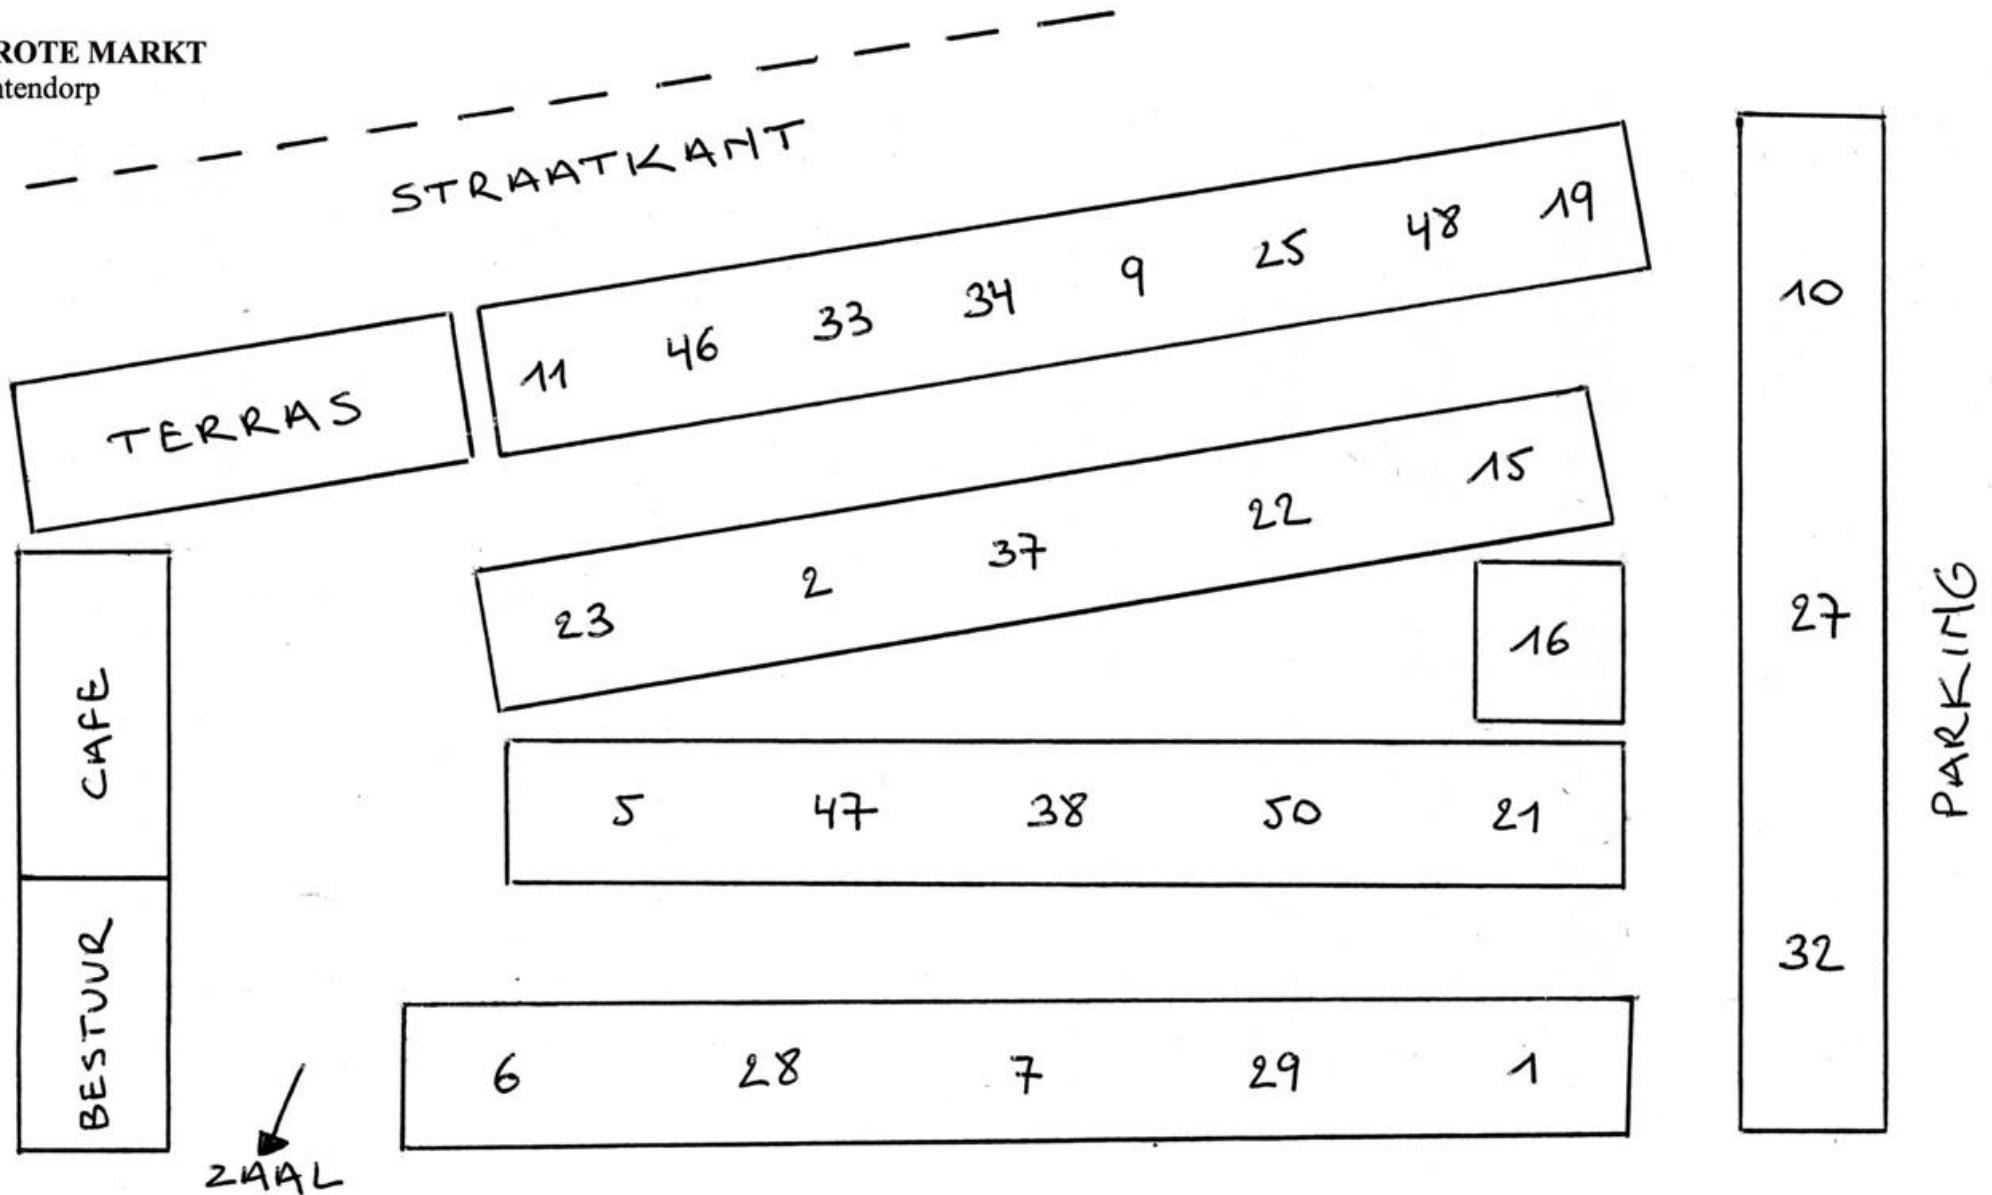 ROTE MARKT
ntendorp
STRAATKANT
11 46 33 34 9 25 48 19
TERRAS
23 2 37 22 15
16
5 47 38 50 21
6 28 7 29 1
CAFE
BESTUUR
ZAAL
10
27
32
PARKING